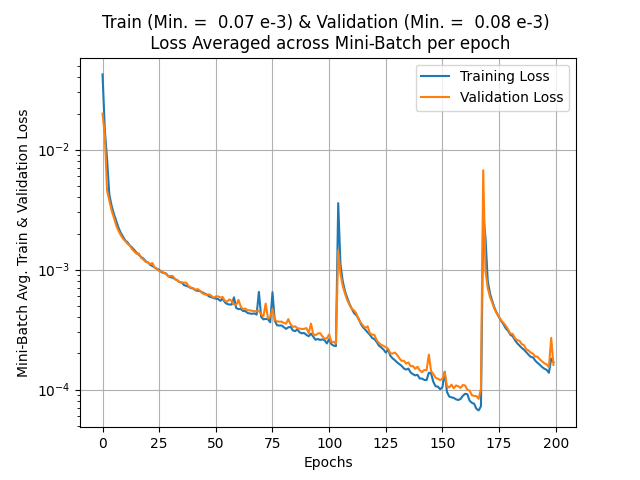 Train (Min. =  0.07 e-3) & Validation (Min. =  0.08 e-3)
Loss Averaged across Mini-Batch per epoch
Training Loss
Validation Loss
Mini-Batch Avg. Train & Validation Loss
10⁻²
10⁻³
10⁻⁴
0 25 50 75 100 125 150 175 200
Epochs